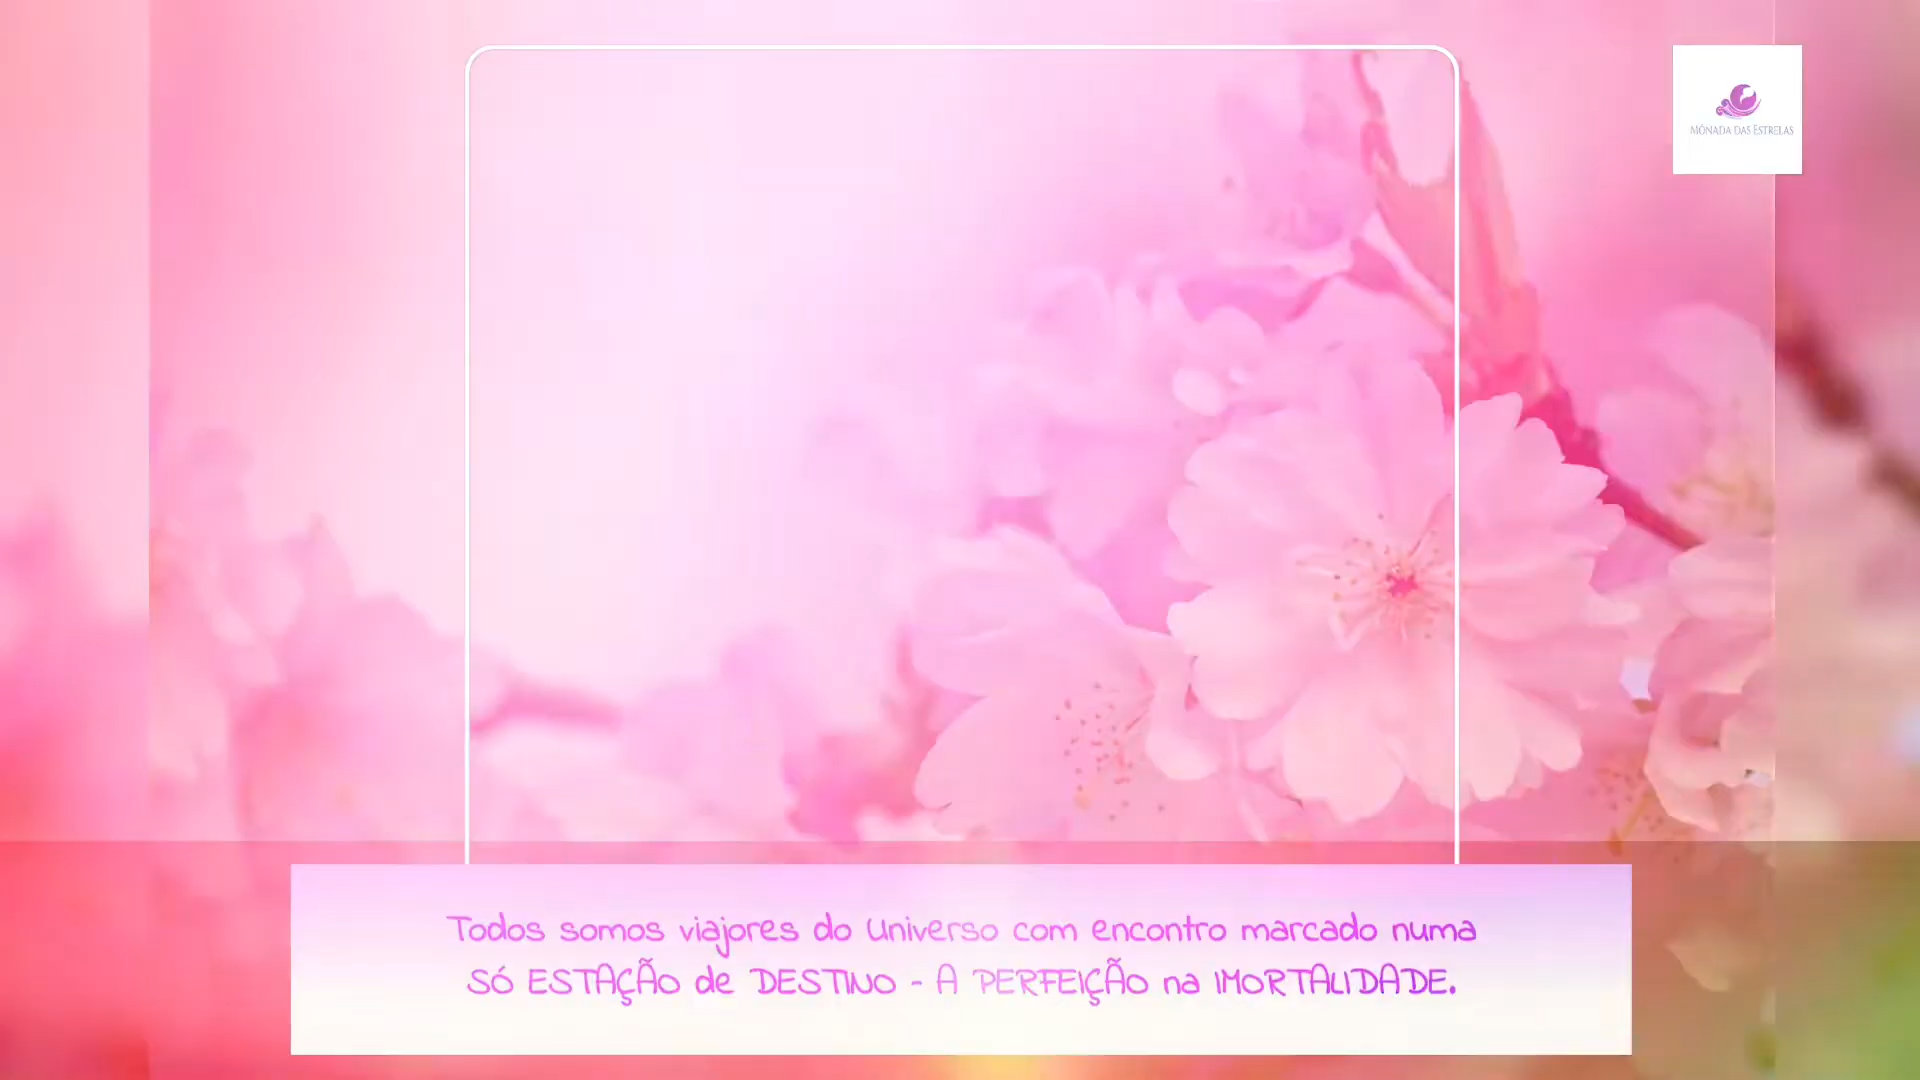 MÔNADA DAS ESTRELAS
Todos somos viajores do Universo com encontro marcado numa
SÓ ESTAÇÃO de DESTINO - A PERFEIÇÃO na IMORTALIDADE.